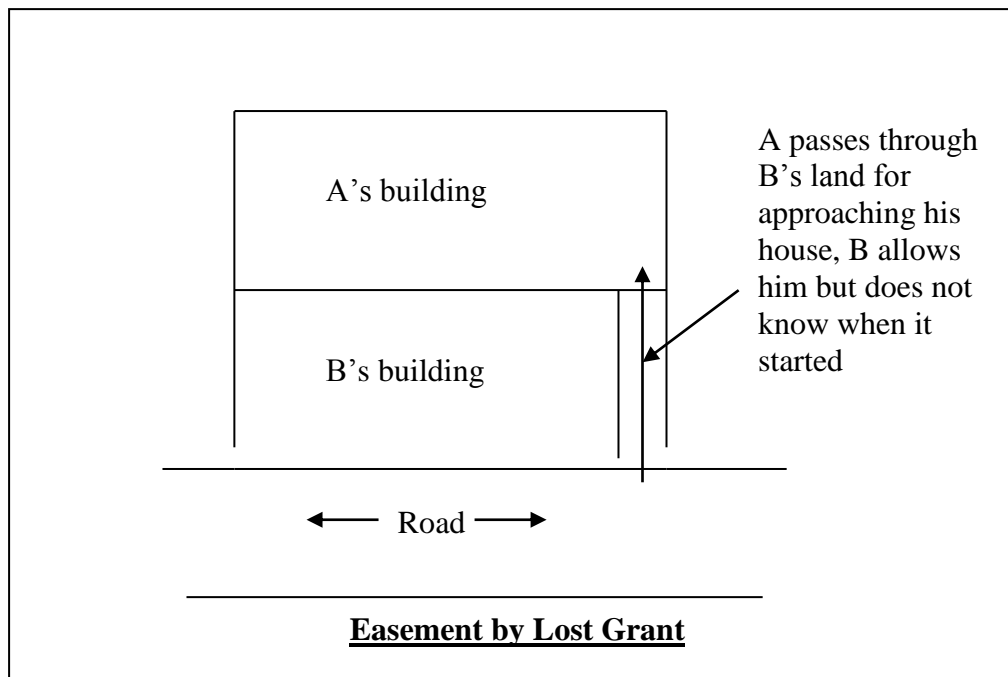 A’s building
A passes through
B’s land for
approaching his
house, B allows
him but does not
know when it
started
B’s building
Road
Easement by Lost Grant